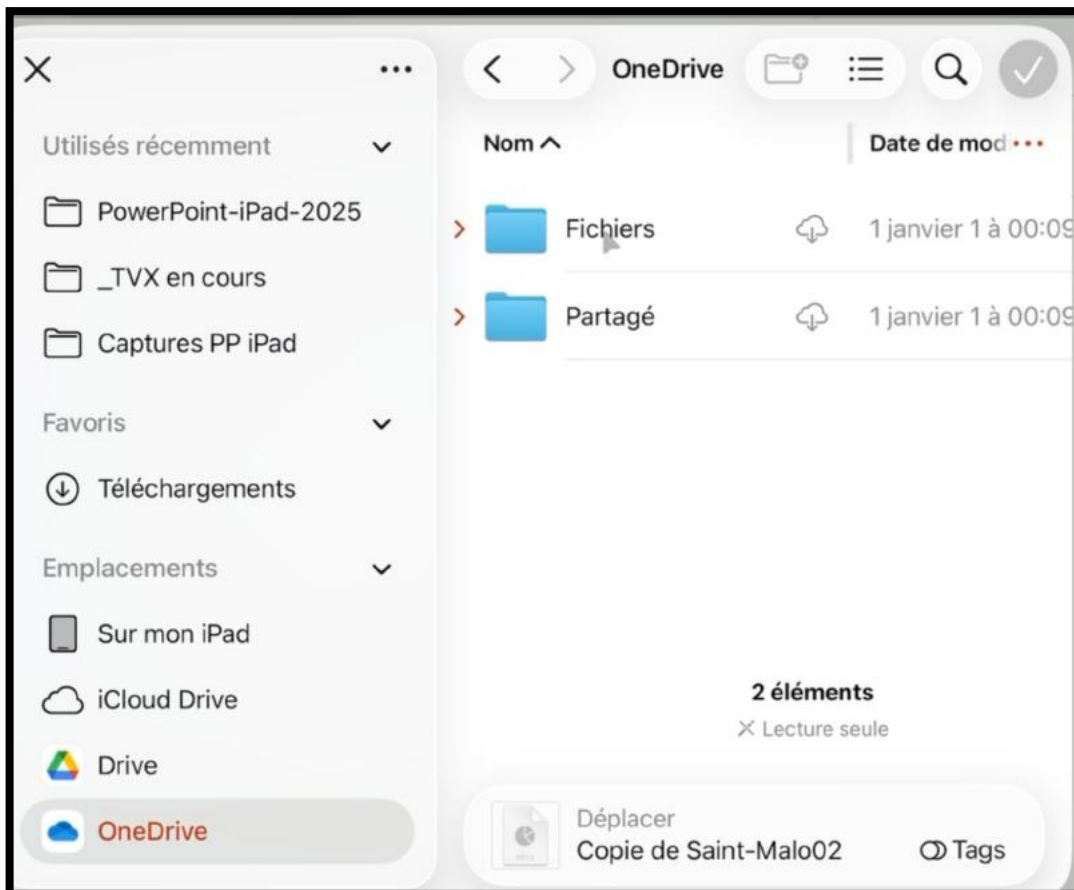 Utilisés récemment
PowerPoint-iPad-2025
_TVX en cours
Captures PP iPad
Favoris
Téléchargements
Emplacements
Sur mon iPad
iCloud Drive
Drive
OneDrive
OneDrive
Nom
Date de mod
Fichiers
1 janvier 1 à 00:09
Partagé
1 janvier 1 à 00:09
2 éléments
Lecture seule
Déplacer
Copie de Saint-Malo02
Tags